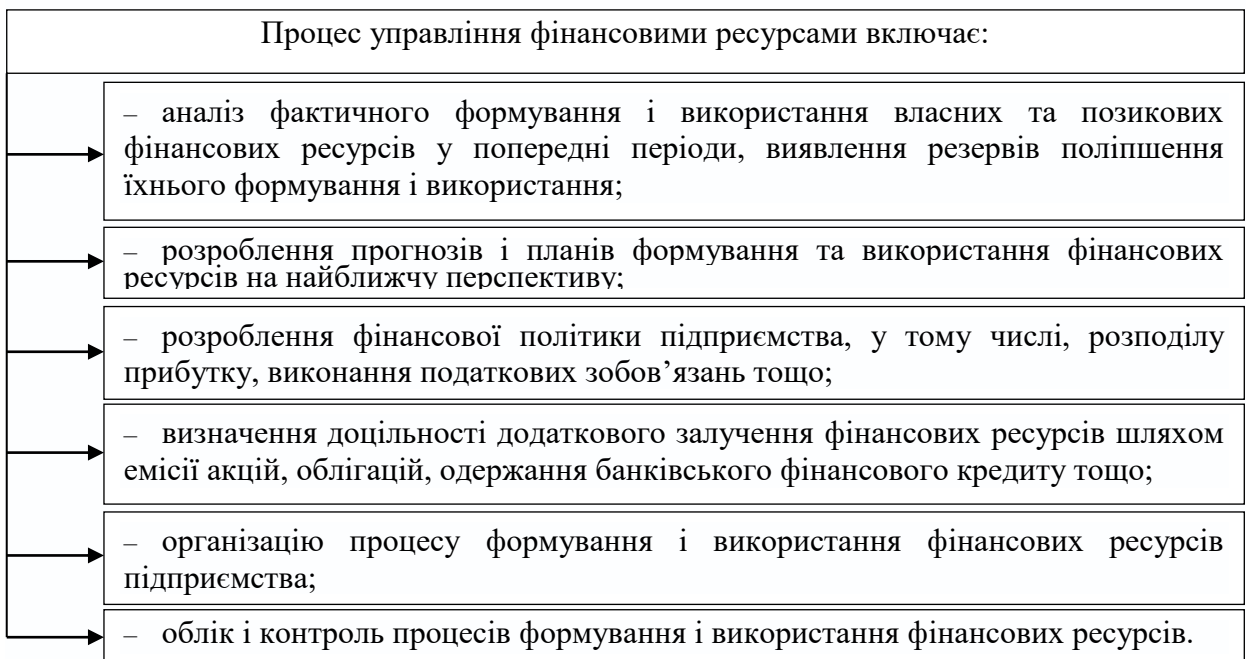 Процес управління фінансовими ресурсами включає:
– аналіз фактичного формування і використання власних та позикових
фінансових ресурсів у попередні періоди, виявлення резервів поліпшення
їхнього формування і використання;
– розроблення прогнозів і планів формування та використання фінансових
ресурсів на найближчу перспективу;
– розроблення фінансової політики підприємства, у тому числі, розподілу
прибутку, виконання податкових зобов’язань тощо;
– визначення доцільності додаткового залучення фінансових ресурсів шляхом
емісії акцій, облігацій, одержання банківського фінансового кредиту тощо;
– організацію процесу формування і використання фінансових ресурсів
підприємства;
– облік і контроль процесів формування і використання фінансових ресурсів.